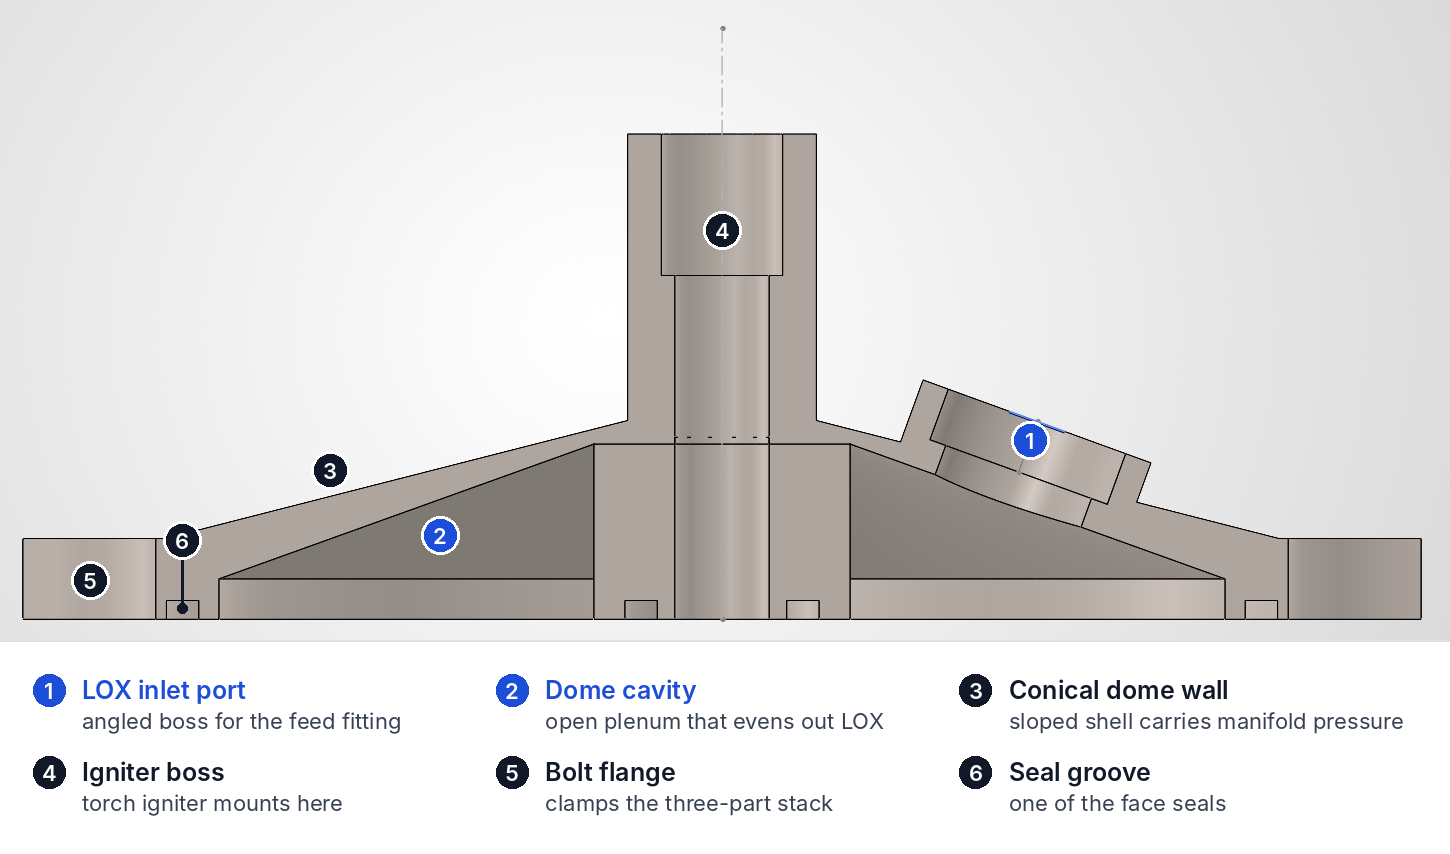 4
1
3
2
6
5
1 LOX inlet port
angled boss for the feed fitting
2 Dome cavity
open plenum that evens out LOX
3 Conical dome wall
sloped shell carries manifold pressure
4 Igniter boss
torch igniter mounts here
5 Bolt flange
clamps the three-part stack
6 Seal groove
one of the face seals